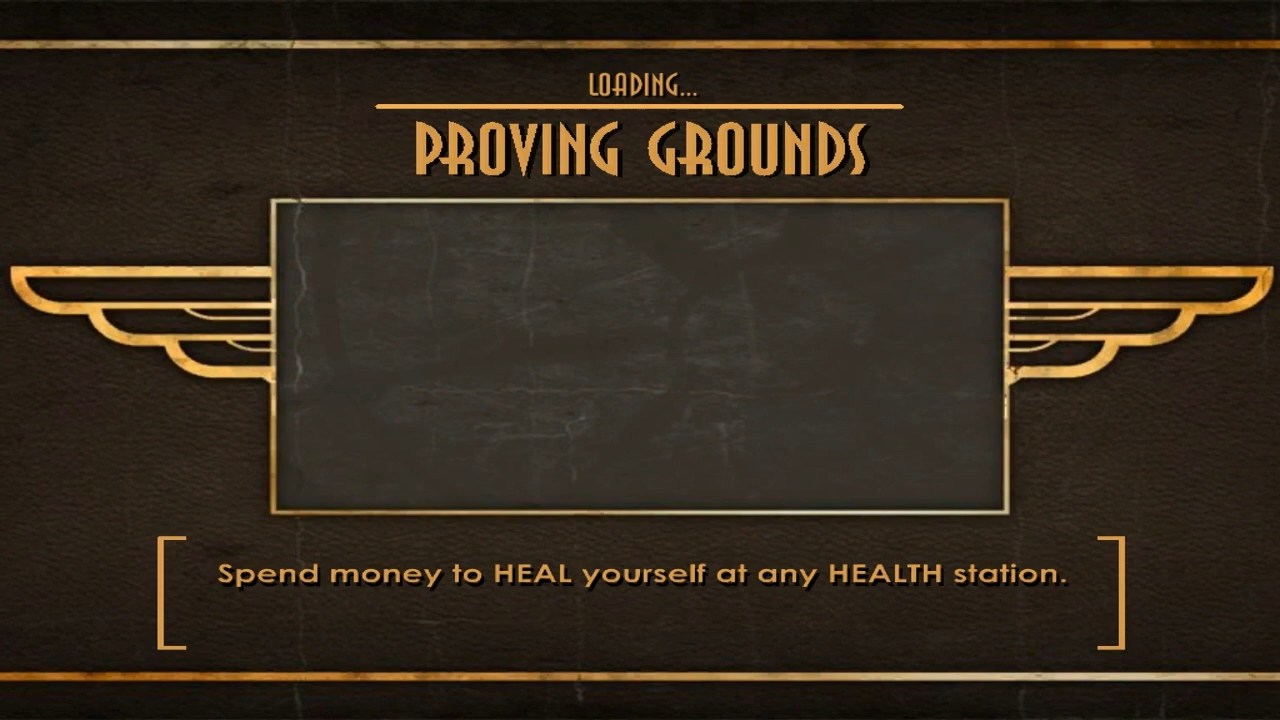 LOADING...
PROVING GROUNDS
Spend money to HEAL yourself at any HEALTH station.